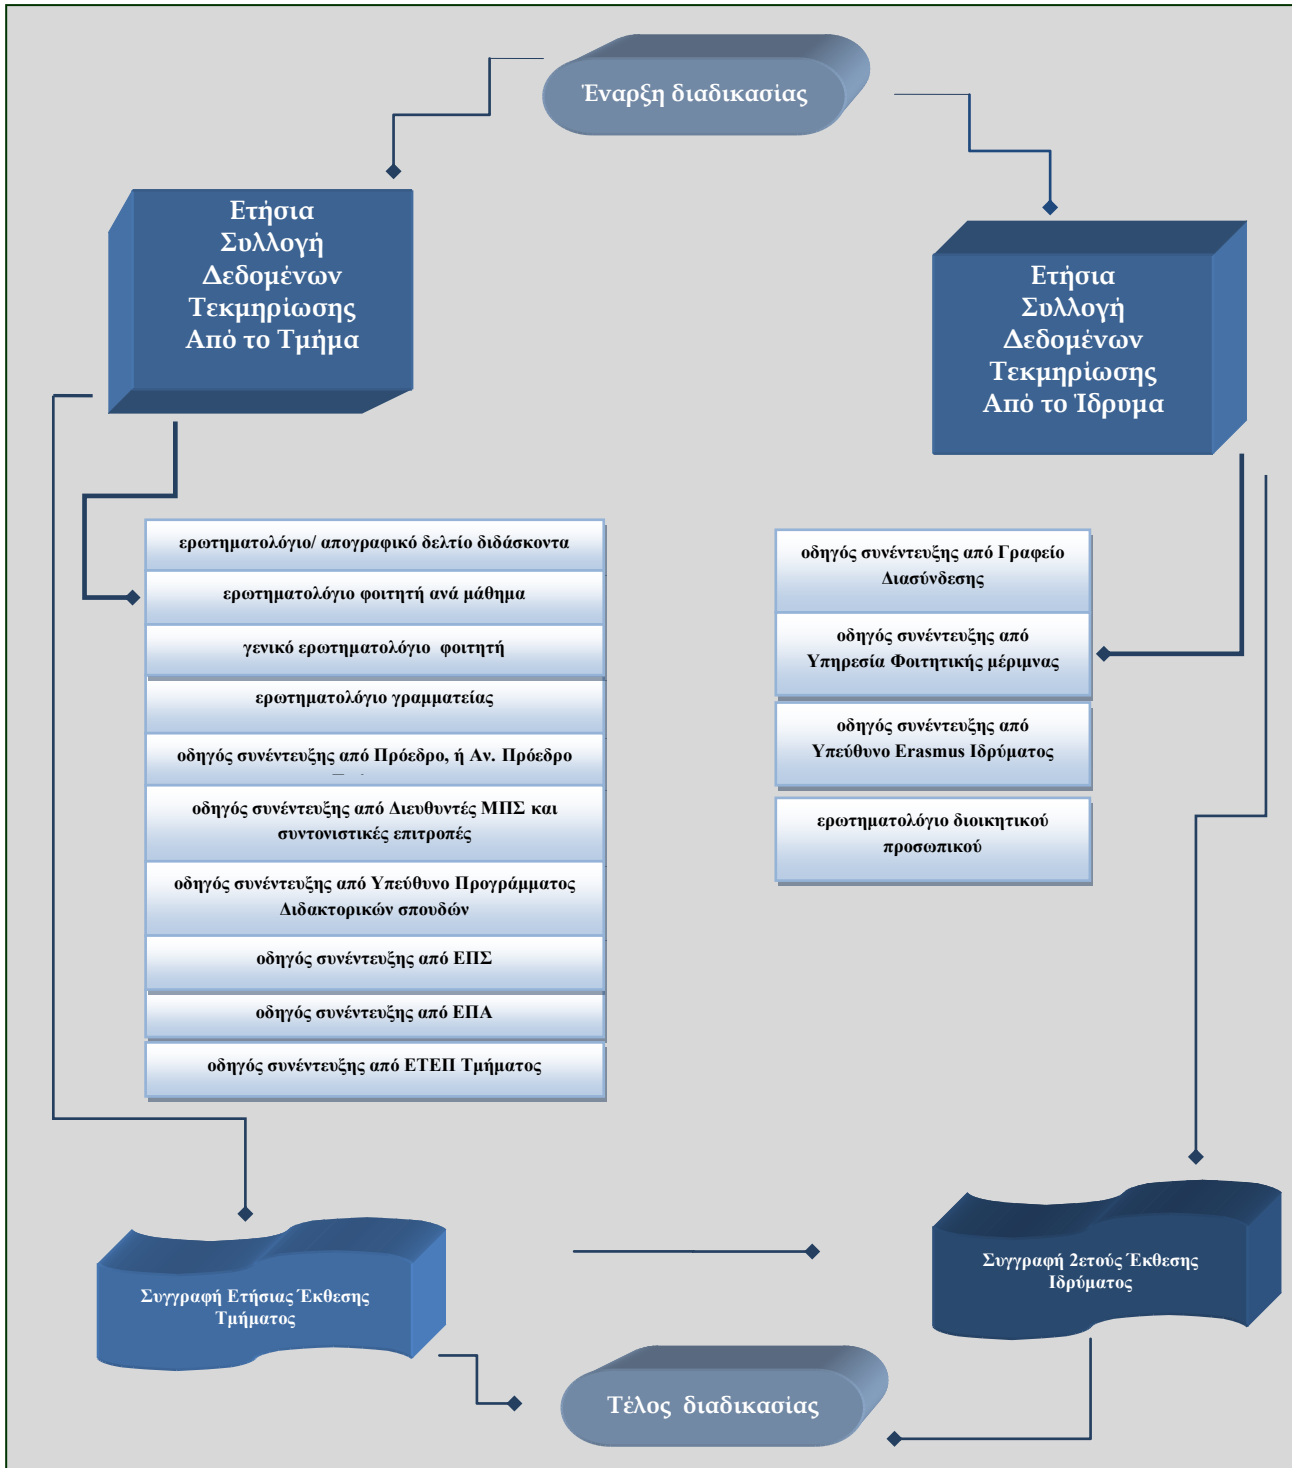 Έναρξη διαδικασίας
Ετήσια
Συλλογή
Δεδομένων
Τεκμηρίωσης
Από το Τμήμα
Ετήσια
Συλλογή
Δεδομένων
Τεκμηρίωσης
Από το Ίδρυμα
ερωτηματολόγιο/ απογραφικό δελτίο διδάσκοντα
ερωτηματολόγιο φοιτητή ανά μάθημα
γενικό ερωτηματολόγιο φοιτητή
ερωτηματολόγιο γραμματείας
οδηγός συνέντευξης από Πρόεδρο, ή Αν. Πρόεδρο
οδηγός συνέντευξης από Διευθυντές ΜΠΣ και
συντονιστικές επιτροπές
οδηγός συνέντευξης από Υπεύθυνο Προγράμματος
Διδακτορικών σπουδών
οδηγός συνέντευξης από ΕΠΣ
οδηγός συνέντευξης από ΕΠΑ
οδηγός συνέντευξης από ΕΤΕΠ Τμήματος
οδηγός συνέντευξης από Γραφείο
Διασύνδεσης
οδηγός συνέντευξης από
Υπηρεσία Φοιτητικής μέριμνας
οδηγός συνέντευξης από
Υπεύθυνο Erasmus Ιδρύματος
ερωτηματολόγιο διοικητικού
προσωπικού
Συγγραφή Ετήσιας Έκθεσης
Τμήματος
Συγγραφή 2ετούς Έκθεσης
Ιδρύματος
Τέλος διαδικασίας